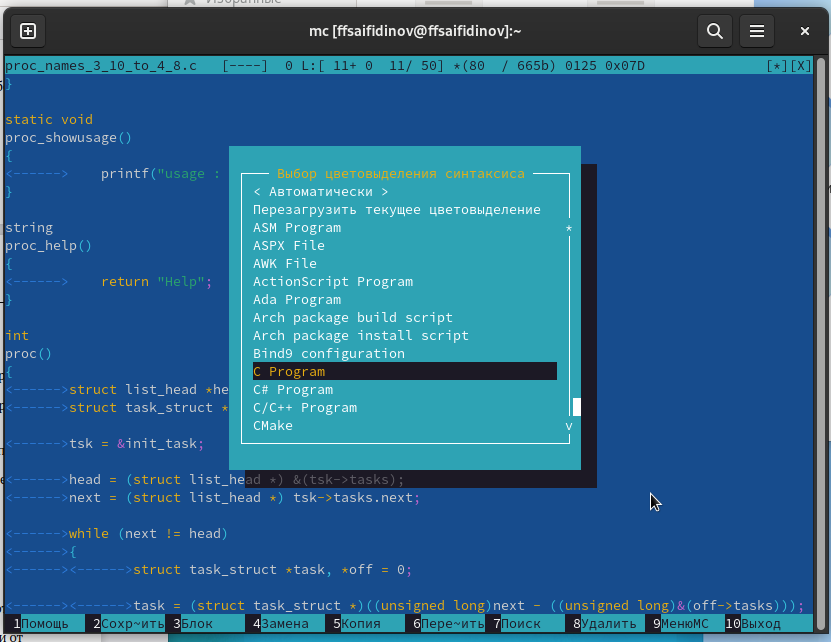 Избранные
mc [ffsaifidinov@ffsaifidinov]:~
proc_names_3_10_to_4_8.c [----] 0 L:[ 11+ 0 11/ 50] *(80 / 665b) 0125 0x07D [*][X]
}
static void
proc_showusage()
{
<------> printf("usage :
}
string
proc_help()
{
<------> return "Help";
}
int
proc()
{
<------>struct list_head *he
<------>struct task_struct *
<------>tsk = &init_task;
<------>head = (struct list_head *) &(tsk->tasks);
<------>next = (struct list_head *) tsk->tasks.next;
<------>while (next != head)
<------>{
<------><------>struct task_struct *task, *off = 0;
<------><------>task = (struct task_struct *)((unsigned long)next - ((unsigned long)&(off->tasks)));
Выбор цветовыделения синтаксиса
< Автоматически >
Перезагрузить текущее цветовыделение
ASM Program
ASPX File
AWK File
ActionScript Program
Ada Program
Arch package build script
Arch package install script
Bind9 configuration
C Program
C# Program
C/C++ Program
CMake
1Помощь 2Сохр~ить 3Блок 4Замена 5Копия 6Пере~ить 7Поиск 8Удалить 9МенюМС 10Выход